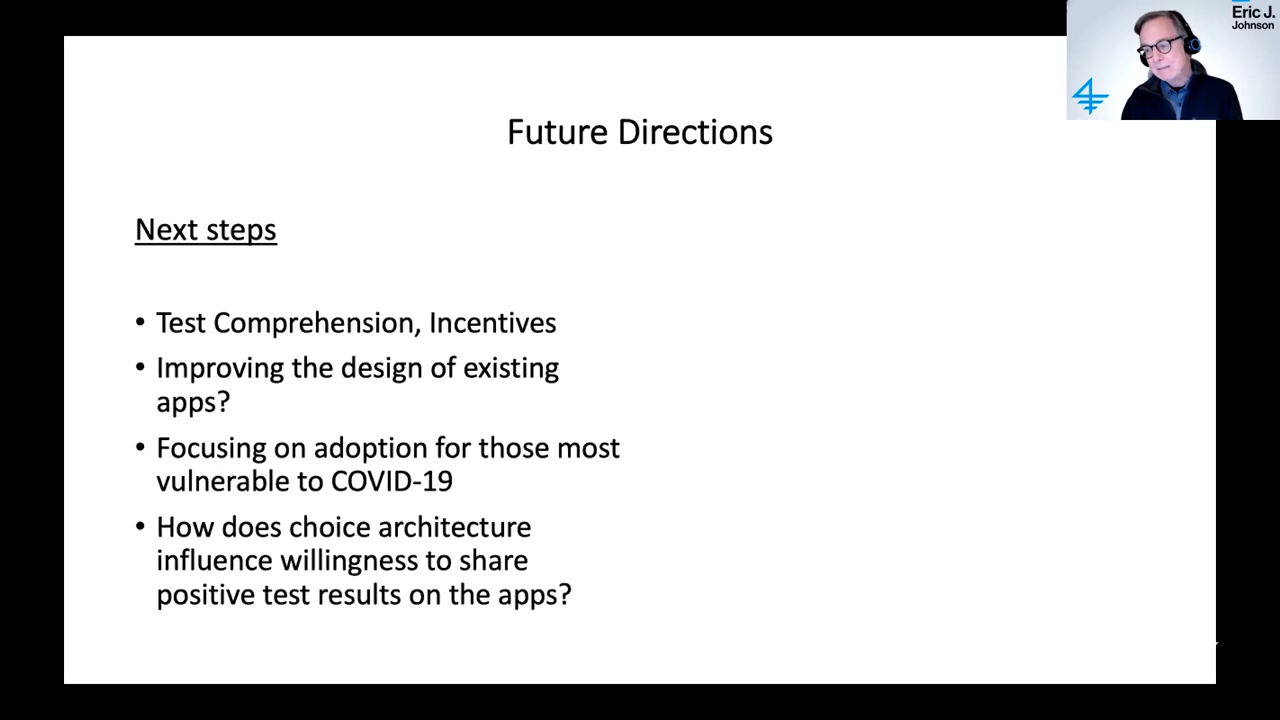 Eric J.
Johnson
Future Directions
Next steps
• Test Comprehension, Incentives
• Improving the design of existing
apps?
• Focusing on adoption for those most
vulnerable to COVID-19
• How does choice architecture
influence willingness to share
positive test results on the apps?